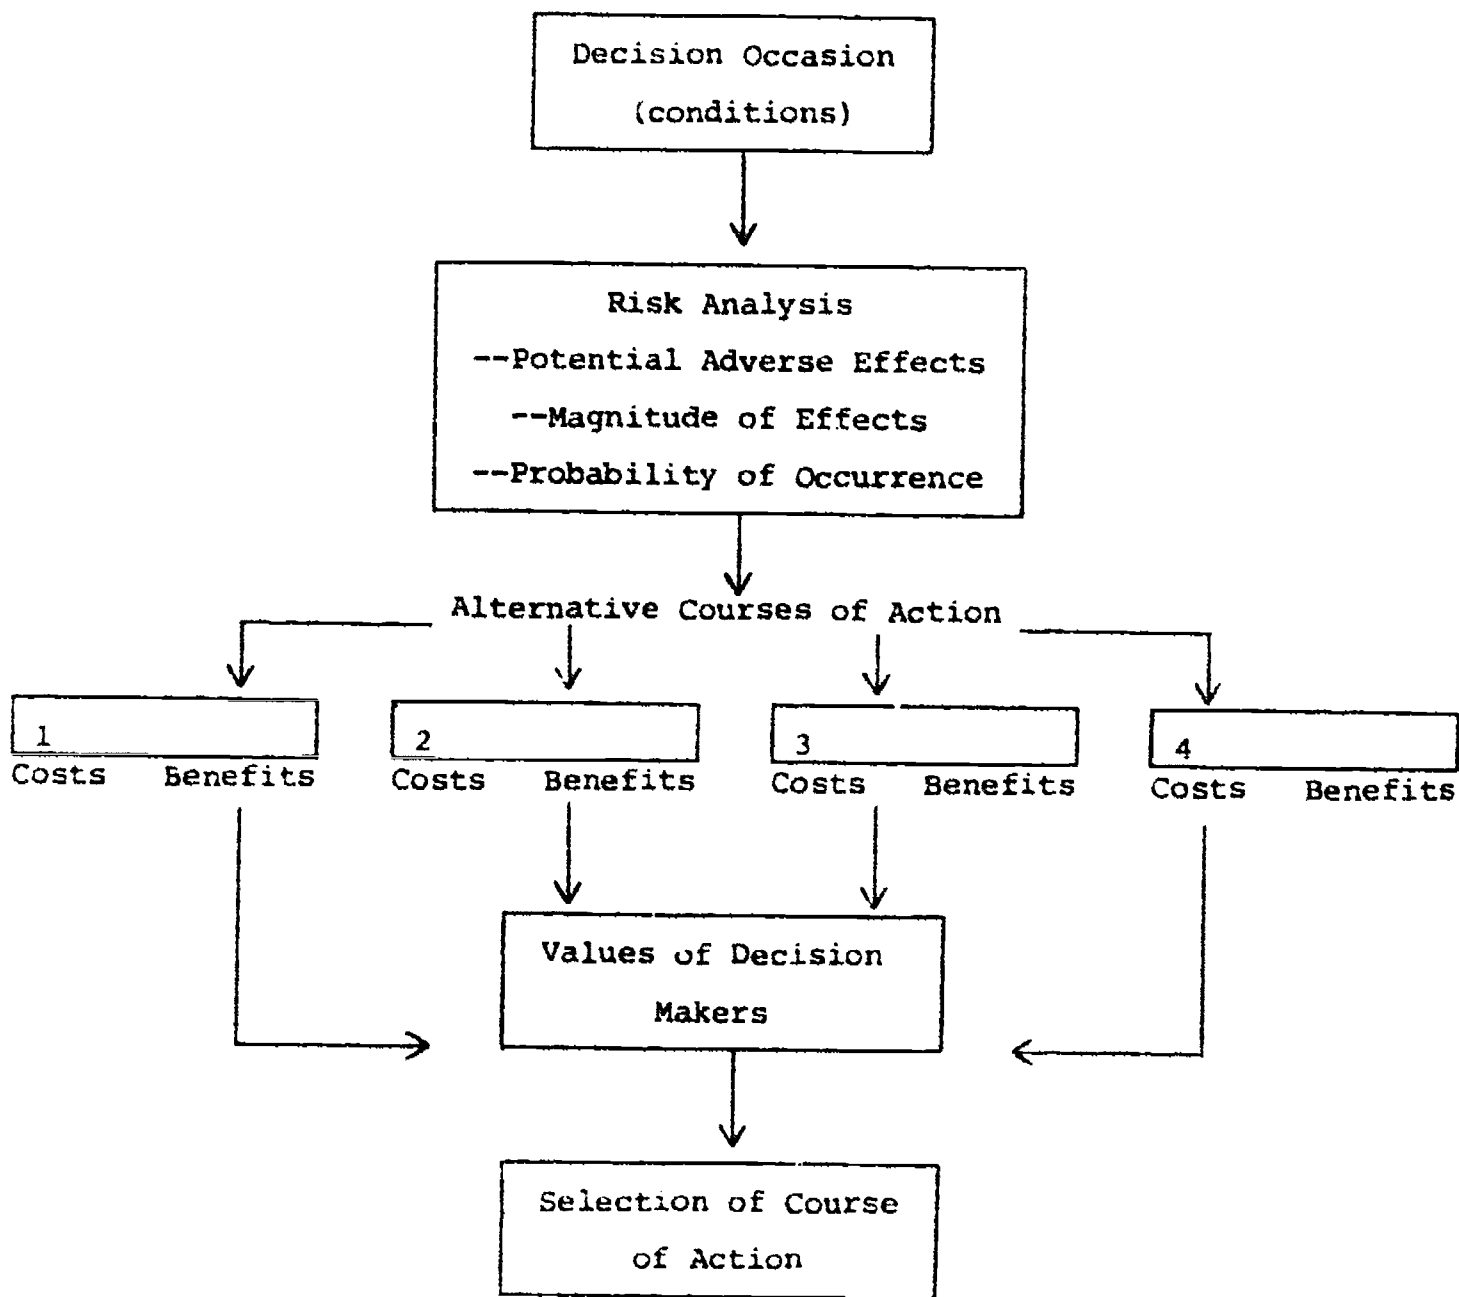 Decision Occasion
(conditions)
Risk Analysis
--Potential Adverse Effects
--Magnitude of Effects
--Probability of Occurrence
Alternative Courses of Action
1
Costs Benefits
2
Costs Benefits
3
Costs Benefits
4
Costs Benefits
Values of Decision
Makers
Selection of Course
of Action